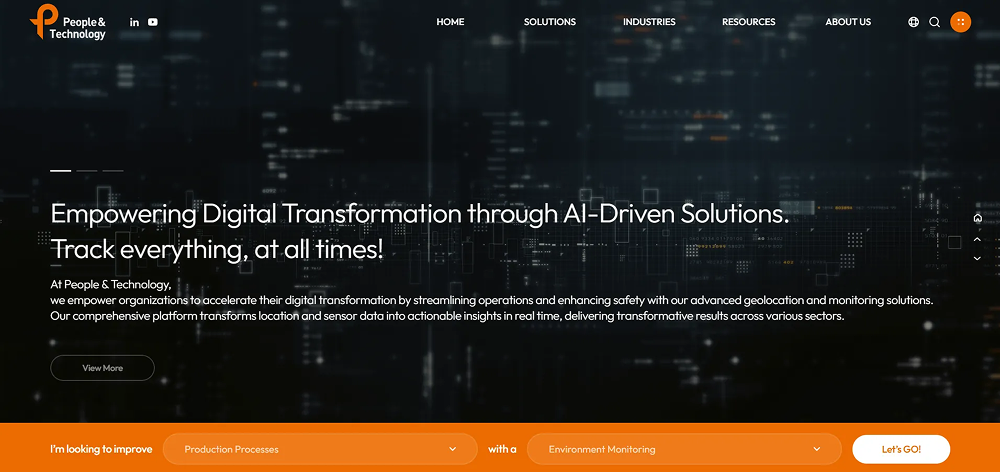 People &
Technology
HOME
SOLUTIONS
INDUSTRIES
RESOURCES
ABOUT US
Empowering Digital Transformation through AI-Driven Solutions.
Track everything, at all times!
At People & Technology,
we empower organizations to accelerate their digital transformation by streamlining operations and enhancing safety with our advanced geolocation and monitoring solutions.
Our comprehensive platform transforms location and sensor data into actionable insights in real time, delivering transformative results across various sectors.
View More
I'm looking to improve
Production Processes
with a
Environment Monitoring
Let's GO!